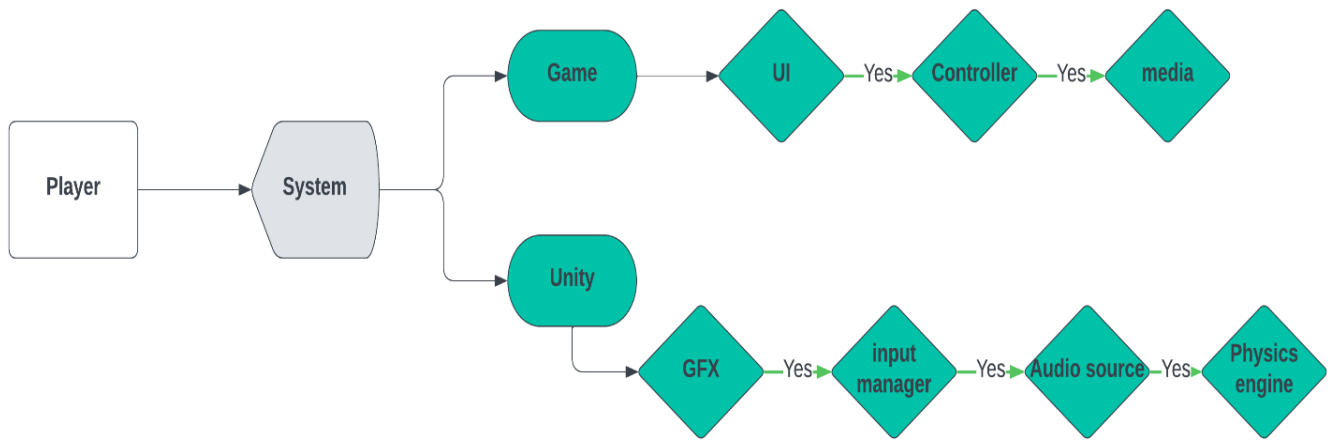 Game
UI
Yes
Controller
Yes
media
Player
System
Unity
GFX
Yes
input
manager
Yes
Audio source
Yes
Physics
engine